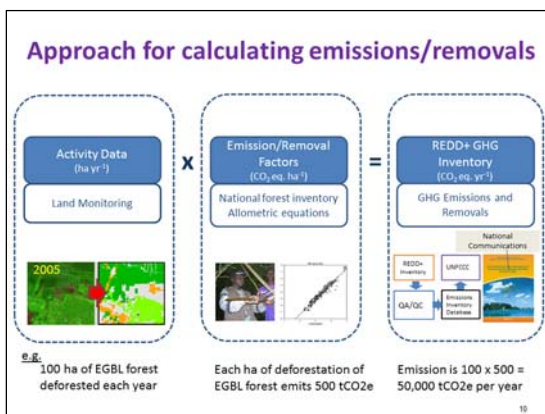 Approach for calculating emissions/removals
Activity Data
(ha yr⁻¹)
Land Monitoring
2005
x
Emission/Removal
Factors
(CO₂ eq. ha⁻¹)
National forest inventory
Allometric equations
=
REDD+ GHG
Inventory
(CO₂ eq. yr⁻¹)
GHG Emissions and
Removals
National
Communications
REDD+
Inventory
UNFCCC
QA/QC
Emissions
Inventory
Database
e.g.
100 ha of EGBL forest
deforested each year
Each ha of deforestation of
EGBL forest emits 500 tCO2e
Emission is 100 x 500 =
50,000 tCO2e per year
10